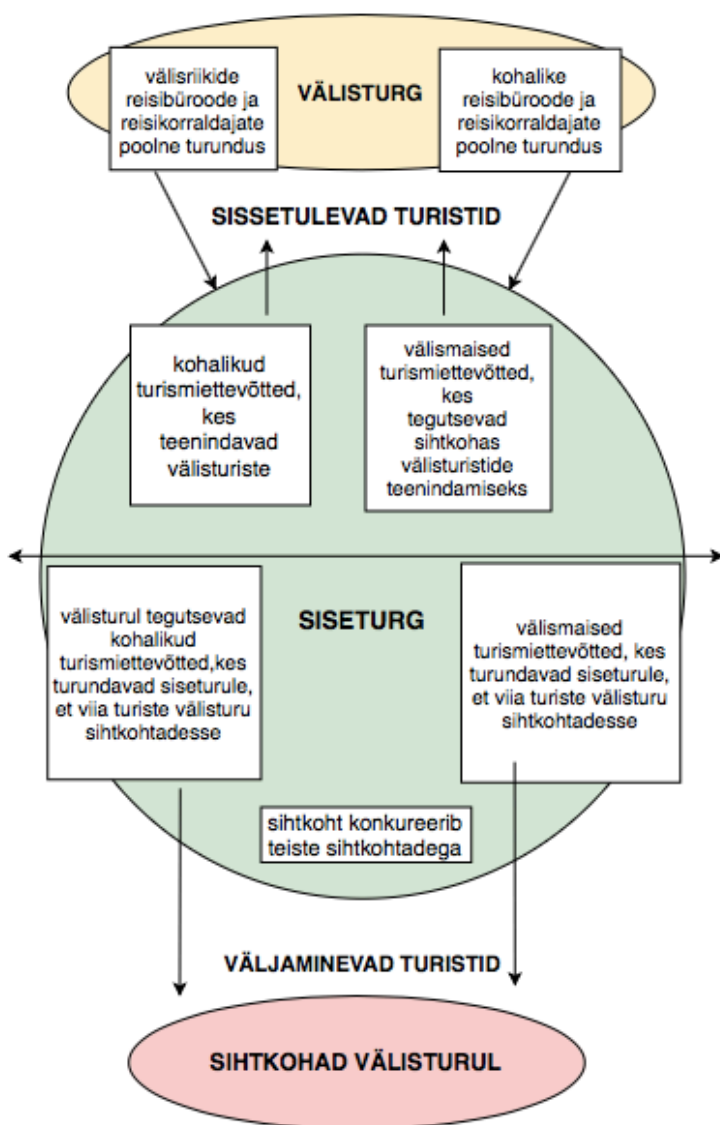 välisriikide
reisibüroode ja
reisikorraldajate
poolne turundus
VÄLISTURG
kohalike
reisibüroode ja
reisikorraldajate
poolne turundus
SISSETULEVAD TURISTID
kohalikud
turismiettevõtted,
kes
teenindavad
välisturiste
välismaised
turismiettevõtted,
kes
tegutsevad
sihtkohas
välisturistide
teenindamiseks
välisturul tegutsevad
kohalikud
turismiettevõtted,kes
turundavad siseturule,
et viia turiste välisturu
sihtkohtadesse
SISETURG
välismaised
turismiettevõtted, kes
turundavad siseturule,
et viia turiste välisturu
sihtkohtadesse
sihtkoht konkureerib
teiste sihtkohtadega
VÄLJAMINEVAD TURISTID
SIHTKOHAD VÄLISTURUL